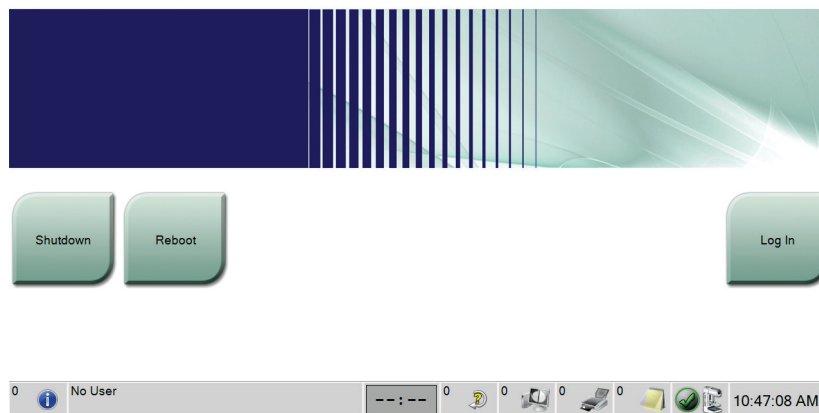 Shutdown
Reboot
Log In
0
No User
--:--
0
0
0
0
10:47:08 AM